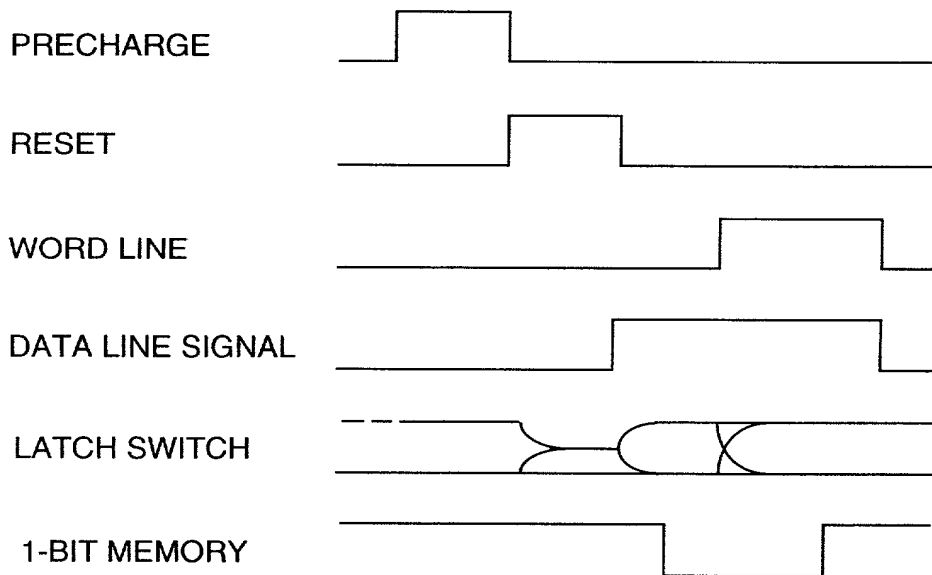 PRECHARGE
RESET
WORD LINE
DATA LINE SIGNAL
LATCH SWITCH
1-BIT MEMORY